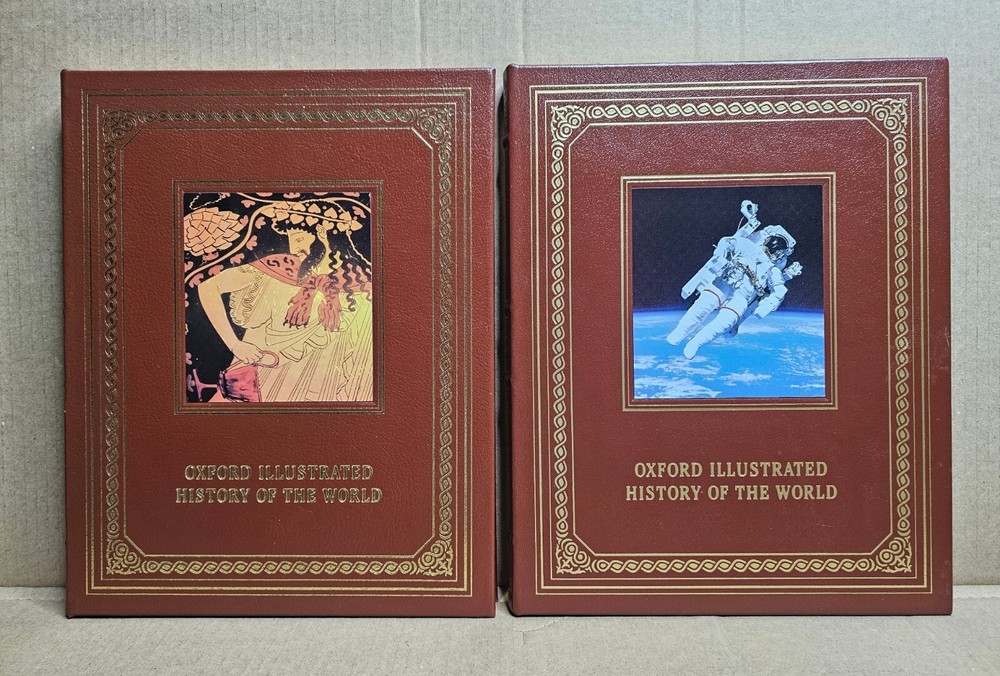 OXFORD ILLUSTRATED
HISTORY OF THE WORLD
OXFORD ILLUSTRATED
HISTORY OF THE WORLD